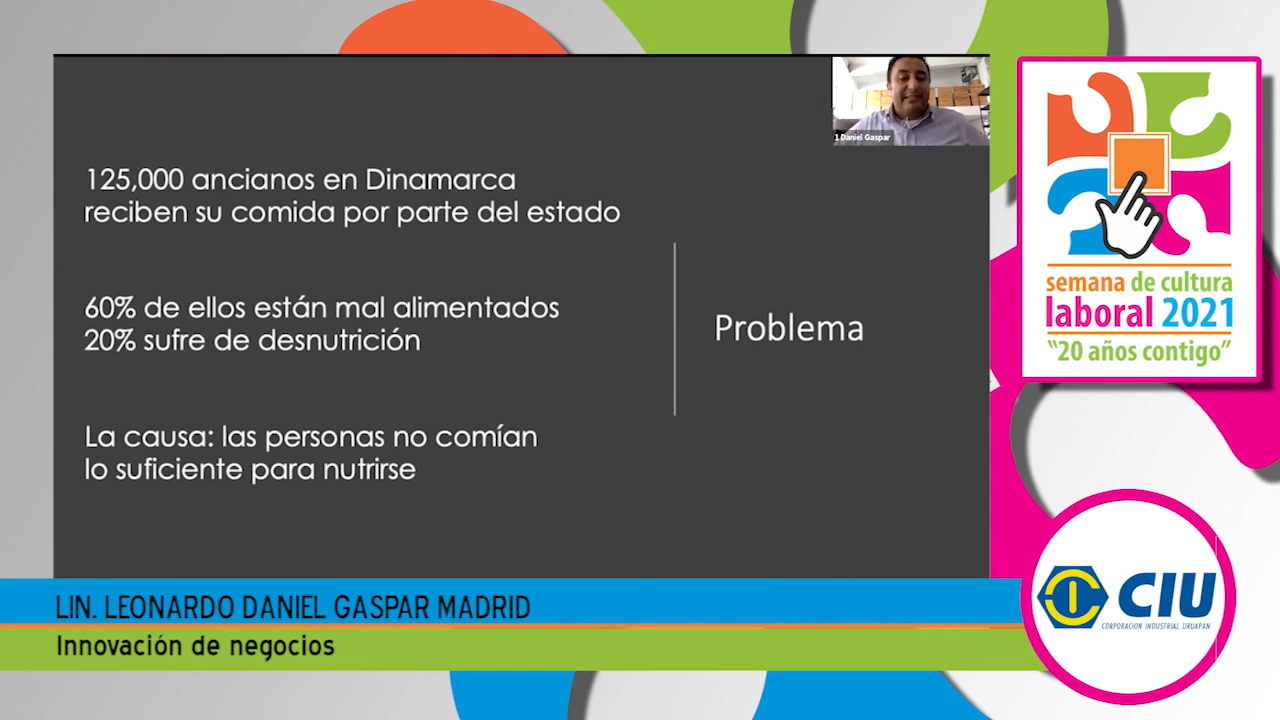 125,000 ancianos en Dinamarca
reciben su comida por parte del estado
60% de ellos están mal alimentados
20% sufre de desnutrición
La causa: las personas no comían
lo suficiente para nutrirse
Problema
1 Daniel Gaspar
semana de cultura
laboral 2021
“20 años contigo”
CIU
CORPORACION INDUSTRIAL URUAPAN
LIN. LEONARDO DANIEL GASPAR MADRID
Innovación de negocios